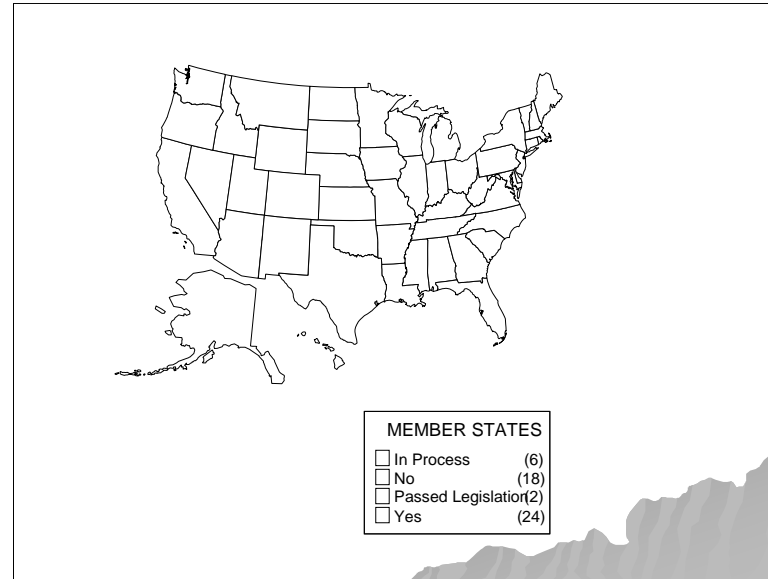 MEMBER STATES
In Process (6)
No (18)
Passed Legislation(2)
Yes (24)